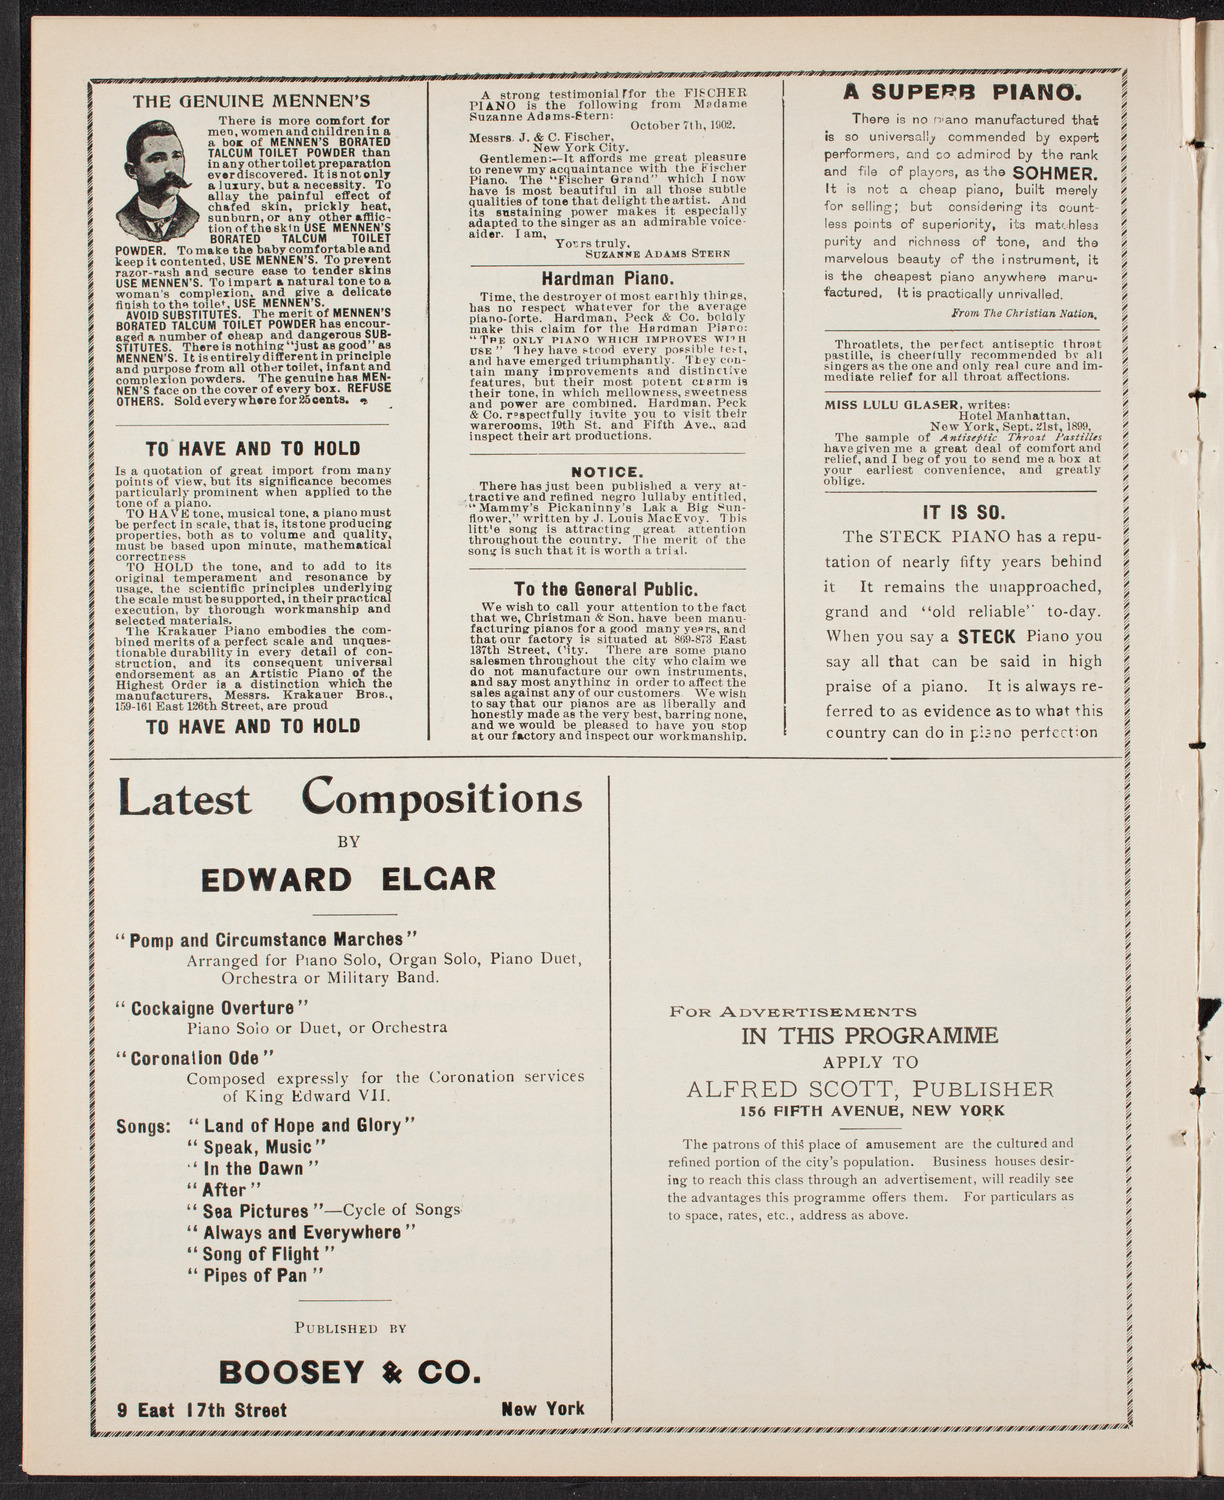 THE GENUINE MENNEN'S
There is more comfort for
men, women and children in a
a box of MENNEN'S BORATED
TALCUM TOILET POWDER than
in any other toilet preparation
ever discovered. It is not only
a luxury, but a necessity. To
allay the painful effect of
chafed skin, prickly heat,
sunburn, or any other afflic-
tion of the skin USE MENNEN'S
BORATED TALCUM TOILET
POWDER. To make the baby comfortable and
keep it contented, USE MENNEN'S. To prevent
razor-rash and secure ease to tender skins
USE MENNEN'S. To impart a natural tone to a
woman's complexion, and give a delicate
finish to the toilet, USE MENNEN'S.
AVOID SUBSTITUTES. The merit of MENNEN'S
BORATED TALCUM TOILET POWDER has encour-
aged a number of cheap and dangerous SUB-
STITUTES. There is nothing "just as good" as
MENNEN'S. It is entirely different in principle
and purpose from all other toilet, infant and
complexion powders. The genuine has MEN-
NEN'S face on the cover of every box. REFUSE
OTHERS. Sold everywhere for 25 cents.
TO HAVE AND TO HOLD
Is a quotation of great import from many
points of view, but its significance becomes
particularly prominent when applied to the
tone of a piano.
TO HAVE tone, musical tone, a piano must
be perfect in scale, that is, its tone producing
properties, both as to volume and quality,
must be based upon minute, mathematical
correctness
TO HOLD the tone, and to add to its
original temperament and resonance by
usage, the scientific principles underlying
the scale must be supported, in their practical
execution, by thorough workmanship and
selected materials.
The Krakauer Piano embodies the com-
bined merits of a perfect scale and unques-
tionable durability in every detail of con-
struction, and its consequent universal
endorsement as an Artistic Piano of the
Highest Order is a distinction which the
manufacturers, Messrs. Krakauer Bros.,
159-161 East 126th Street, are proud
TO HAVE AND TO HOLD
A strong testimonial for the FISCHER
PIANO is the following from Madame
Suzanne Adams-Stern:
October 7th, 1902.
Messrs. J. & C. Fischer,
New York City.
Gentlemen:—It affords me great pleasure
to renew my acquaintance with the Fischer
Piano. The "Fischer Grand" which I now
have is most beautiful in all those subtle
qualities of tone that delight the artist. And
its sustaining power makes it especially
adapted to the singer as an admirable voice-
aider. I am,
Yours truly,
SUZANNE ADAMS STERN
Hardman Piano.
Time, the destroyer of most earthly things,
has no respect whatever for the average
piano-forte. Hardman, Peck & Co. boldly
make this claim for the Hardman Piano:
"THE ONLY PIANO WHICH IMPROVES WITH
USE" They have stood every possible test,
and have emerged triumphantly. They con-
tain many improvements and distinctive
features, but their most potent charm is
their tone, in which mellowness, sweetness
and power are combined. Hardman, Peck
& Co. respectfully invite you to visit their
warerooms, 19th St. and Fifth Ave., and
inspect their art productions.
NOTICE.
There has just been published a very at-
tractive and refined negro lullaby entitled,
"Mammy's Pickaninny's Lak a Big Sun-
flower," written by J. Louis MacEvoy. This
little song is attracting great attention
throughout the country. The merit of the
song is such that it is worth a trial.
To the General Public.
We wish to call your attention to the fact
that we, Christman & Son, have been manu-
facturing pianos for a good many years, and
that our factory is situated at 869-873 East
137th Street, City. There are some piano
salesmen throughout the city who claim we
do not manufacture our own instruments,
and say most anything in order to affect the
sales against any of our customers. We wish
to say that our pianos are as liberally and
honestly made as the very best, barring none,
and we would be pleased to have you stop
at our factory and inspect our workmanship.
A SUPERB PIANO.
There is no piano manufactured that
is so universally commended by expert
performers, and so admired by the rank
and file of players, as the SOHMER.
It is not a cheap piano, built merely
for selling; but considering its count-
less points of superiority, its matchless
purity and richness of tone, and the
marvelous beauty of the instrument, it
is the cheapest piano anywhere manu-
factured. It is practically unrivalled.
From The Christian Nation.
Throatlets, the perfect antiseptic throat
pastille, is cheerfully recommended by all
singers as the one and only real cure and im-
mediate relief for all throat affections.
MISS LULU GLASER, writes:
Hotel Manhattan,
New York, Sept. 21st, 1899,
The sample of Antiseptic Throat Pastilles
have given me a great deal of comfort and
relief, and I beg of you to send me a box at
your earliest convenience, and greatly
oblige.
IT IS SO.
The STECK PIANO has a repu-
tation of nearly fifty years behind
it It remains the unapproached,
grand and "old reliable" to-day.
When you say a STECK Piano you
say all that can be said in high
praise of a piano. It is always re-
ferred to as evidence as to what this
country can do in piano perfection
Latest Compositions
BY
EDWARD ELGAR
"Pomp and Circumstance Marches"
Arranged for Piano Solo, Organ Solo, Piano Duet,
Orchestra or Military Band.
"Cockaigne Overture"
Piano Solo or Duet, or Orchestra
"Coronation Ode"
Composed expressly for the Coronation services
of King Edward VII.
Songs: "Land of Hope and Glory"
"Speak, Music"
"In the Dawn"
"After"
"Sea Pictures"—Cycle of Songs
"Always and Everywhere"
"Song of Flight"
"Pipes of Pan"
PUBLISHED BY
BOOSEY & CO.
9 East 17th Street New York
FOR ADVERTISEMENTS
IN THIS PROGRAMME
APPLY TO
ALFRED SCOTT, PUBLISHER
156 FIFTH AVENUE, NEW YORK
The patrons of this place of amusement are the cultured and
refined portion of the city's population. Business houses desir-
ing to reach this class through an advertisement, will readily see
the advantages this programme offers them. For particulars as
to space, rates, etc., address as above.